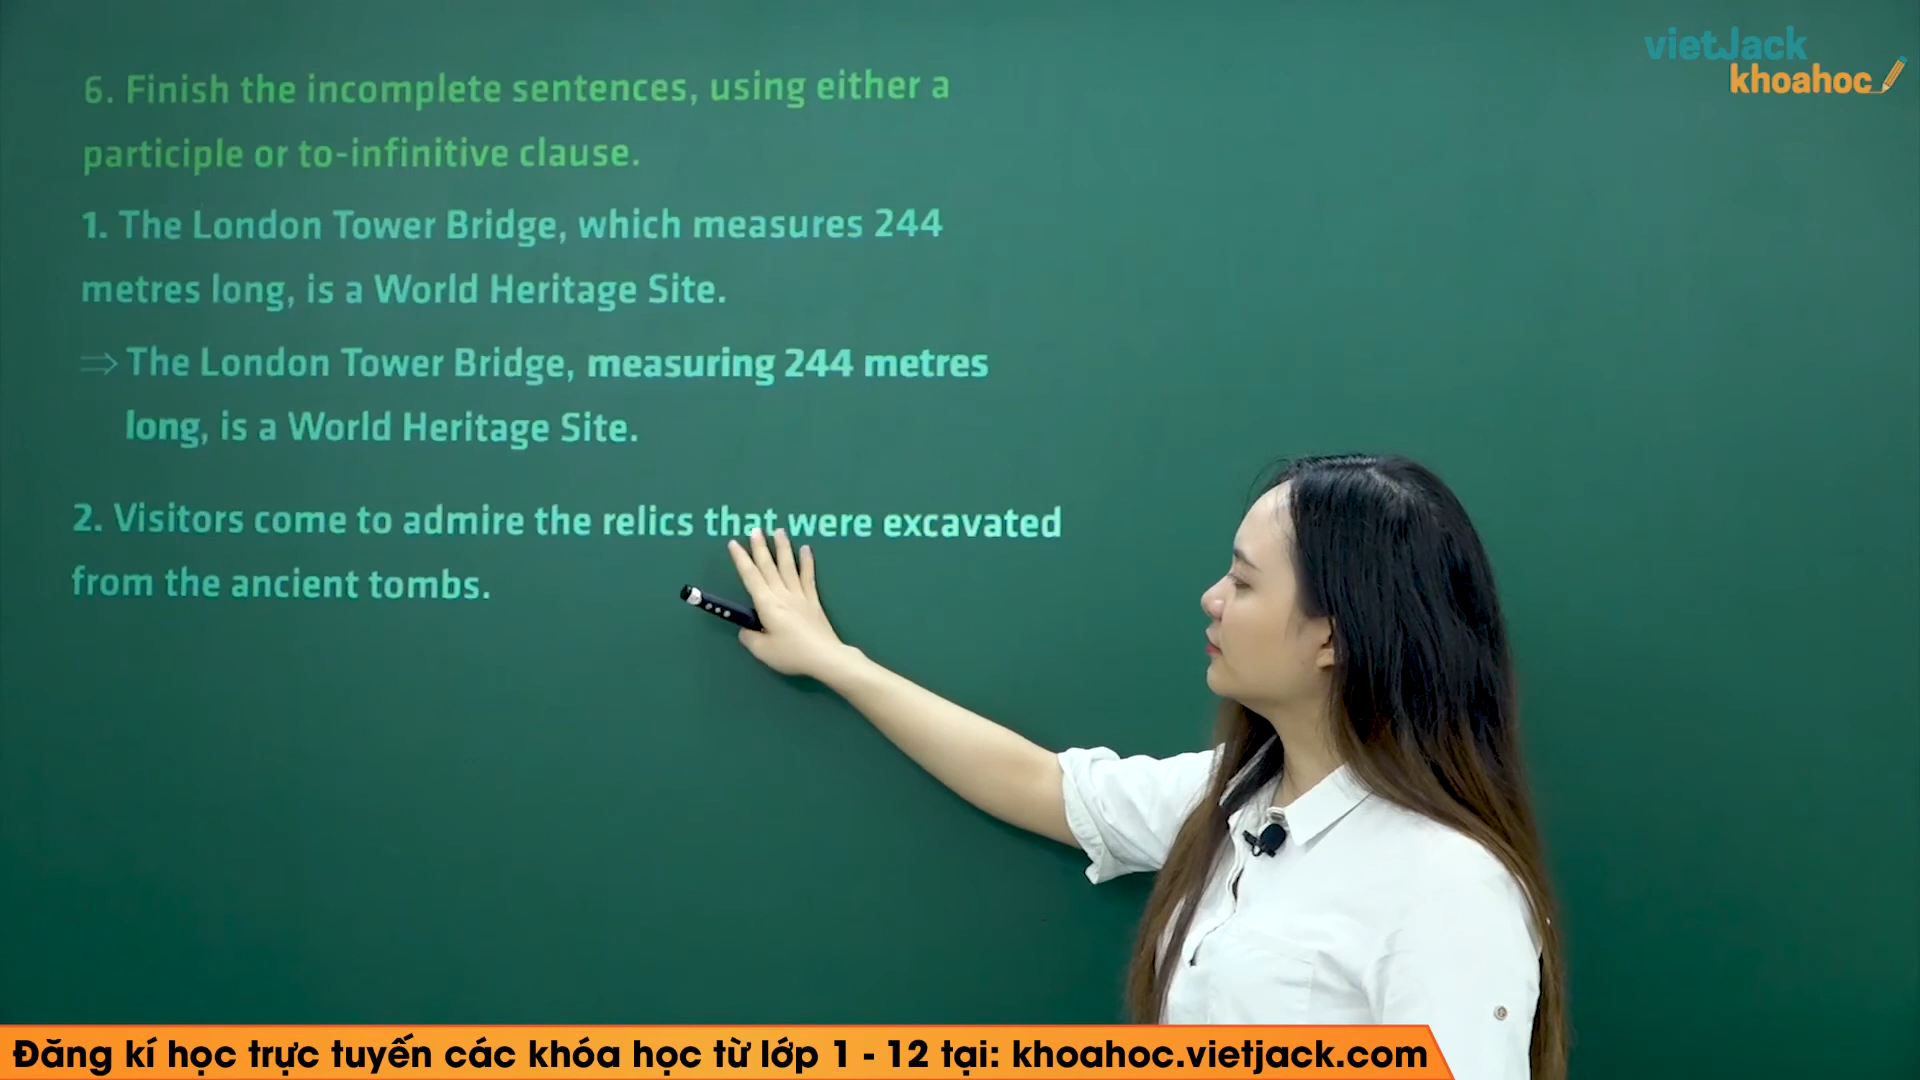 vietJack
khoahoc
6. Finish the incomplete sentences, using either a
participle or to-infinitive clause.
1. The London Tower Bridge, which measures 244
metres long, is a World Heritage Site.
⇒ The London Tower Bridge, measuring 244 metres
long, is a World Heritage Site.
2. Visitors come to admire the relics that were excavated
from the ancient tombs.
Đăng kí học trực tuyến các khóa học từ lớp 1 - 12 tại: khoahoc.vietjack.com